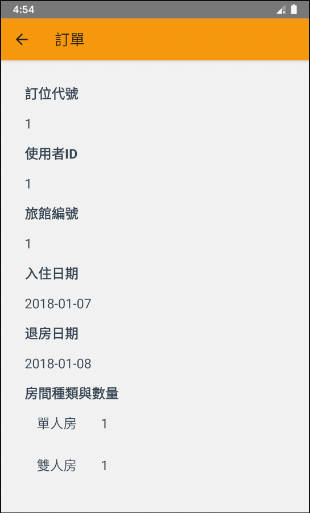 4:54
訂單
訂位代號
1
使用者ID
1
旅館編號
1
入住日期
2018-01-07
退房日期
2018-01-08
房間種類與數量
單人房 1
雙人房 1